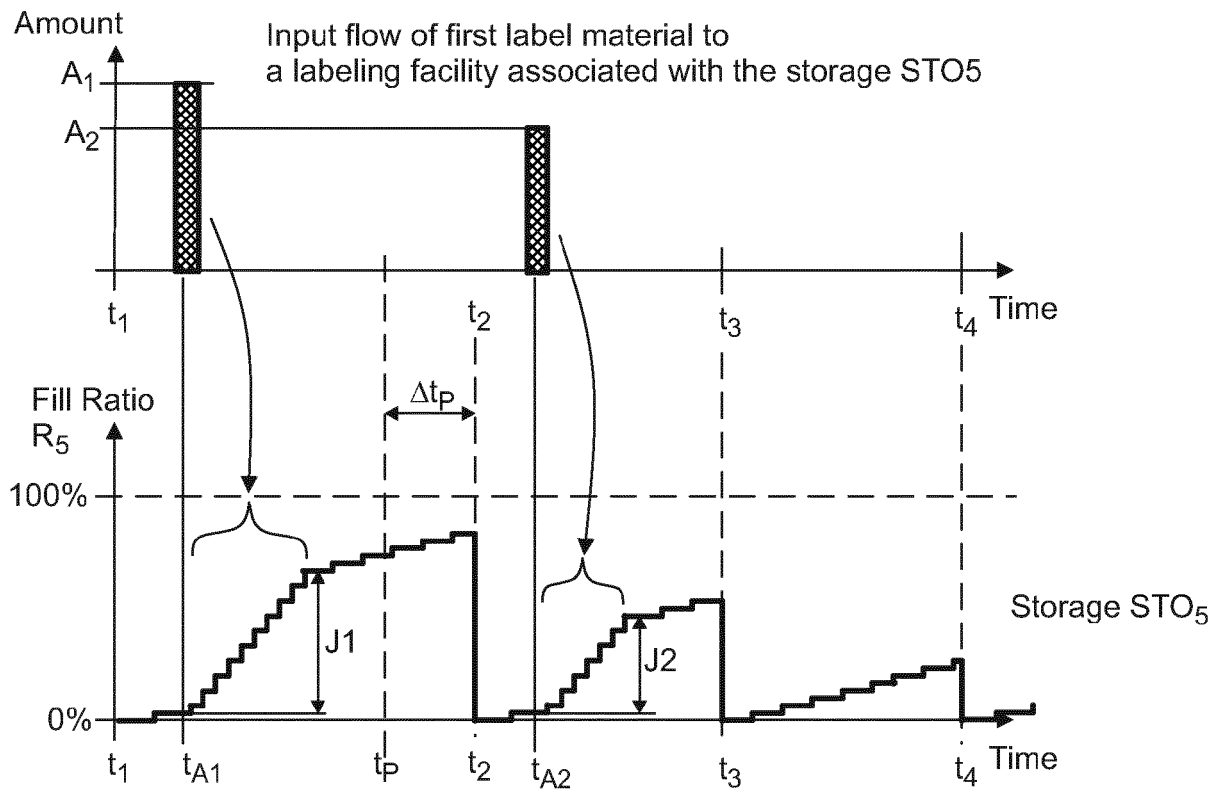 Amount
Input flow of first label material to
a labeling facility associated with the storage STO5
A1
A2
t1 t2 t3 t4 Time
Fill Ratio
R5
ΔtP
100%
J1 J2
Storage STO5
0%
t1 tA1 tP t2 tA2 t3 t4 Time